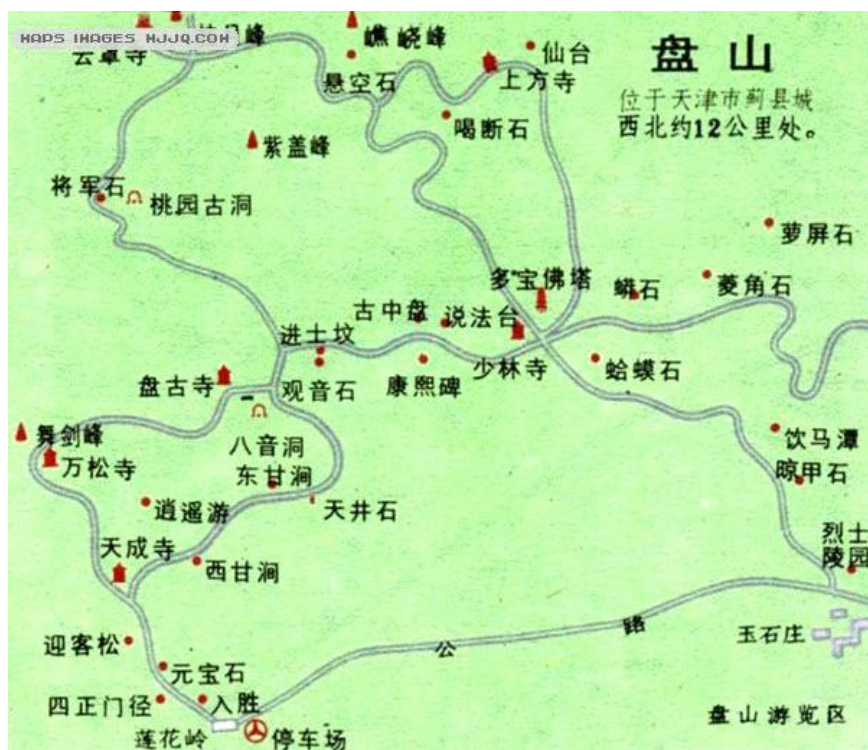 MAPS IMAGES HJJQ.COM
云罩寺
峰
巉峣峰
仙台
盘山
悬空石
上方寺
位于天津市蓟县城
西北约12公里处。
喝断石
紫盖峰
将军石
桃园古洞
萝屏石
多宝佛塔
蟒石
菱角石
古中盘
说法台
进士坟
少林寺
蛤蟆石
盘古寺
观音石
康熙碑
舞剑峰
八音洞
饮马潭
万松寺
东甘涧
晾甲石
逍遥游
天井石
天成寺
西甘涧
烈士
陵园
迎客松
公路
玉石庄
元宝石
四正门径
入胜
莲花岭
停车场
盘山游览区